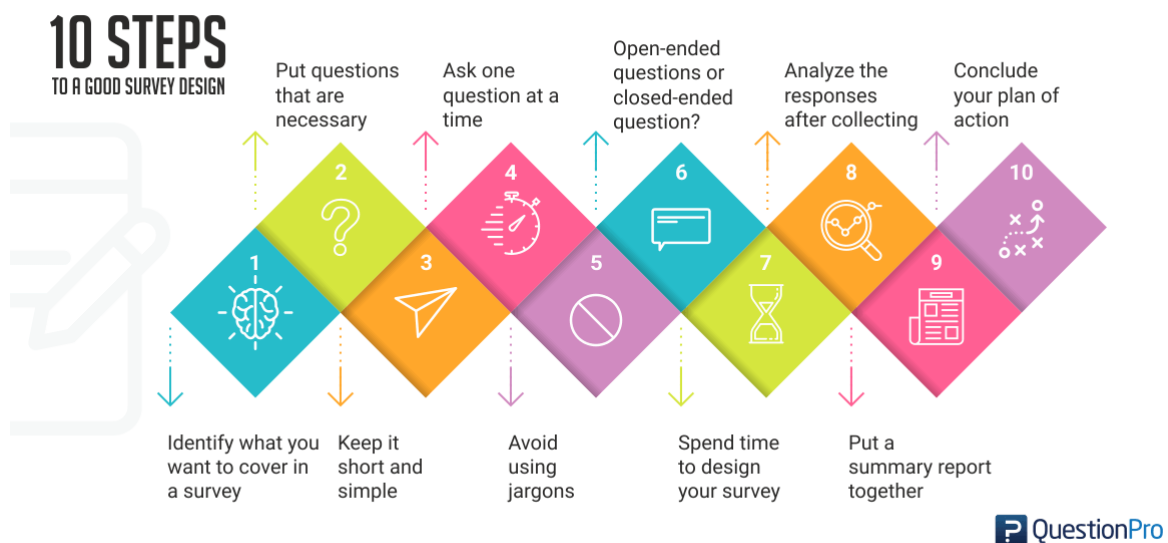 10 STEPS
TO A GOOD SURVEY DESIGN
1
Identify what you
want to cover in
a survey
2
Put questions
that are
necessary
3
Keep it
short and
simple
4
Ask one
question at a
time
5
Avoid
using
jargons
6
Open-ended
questions or
closed-ended
question?
7
Spend time
to design
your survey
8
Analyze the
responses
after collecting
9
Put a
summary report
together
10
Conclude
your plan of
action
QuestionPro